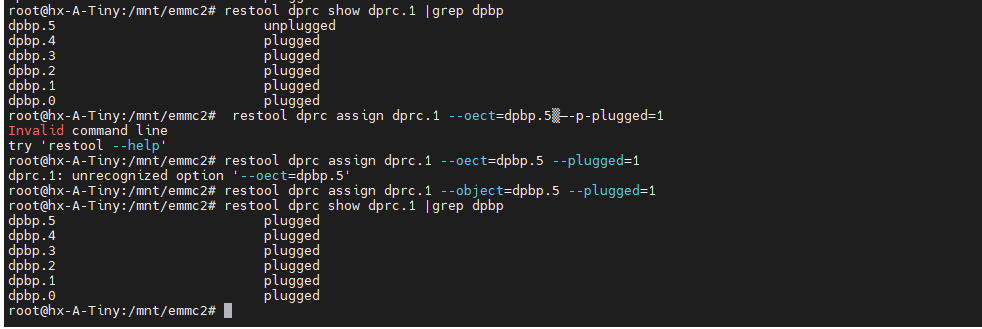 root@hx-A-Tiny:/mnt/emmc2# restool dprc show dprc.1 |grep dpbp
dpbp.5 unplugged
dpbp.4 plugged
dpbp.3 plugged
dpbp.2 plugged
dpbp.1 plugged
dpbp.0 plugged
root@hx-A-Tiny:/mnt/emmc2#  restool dprc assign dprc.1 --oect=dpbp.5▒—-p-plugged=1
Invalid command line
try 'restool --help'
root@hx-A-Tiny:/mnt/emmc2# restool dprc assign dprc.1 --oect=dpbp.5 --plugged=1
dprc.1: unrecognized option '--oect=dpbp.5'
root@hx-A-Tiny:/mnt/emmc2# restool dprc assign dprc.1 --object=dpbp.5 --plugged=1
root@hx-A-Tiny:/mnt/emmc2# restool dprc show dprc.1 |grep dpbp
dpbp.5 plugged
dpbp.4 plugged
dpbp.3 plugged
dpbp.2 plugged
dpbp.1 plugged
dpbp.0 plugged
root@hx-A-Tiny:/mnt/emmc2#